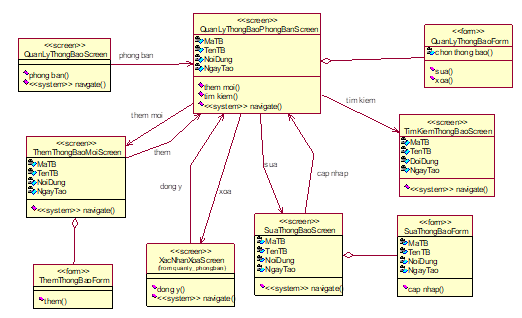 <<screen>>
QuanLyThongBaoScreen
phong ban()
<<system>> navgate()
phong ban
<<screen>>
QuanLyThongBaoPhongBanScreen
MaTB
TenTB
NoiDung
NgayTao
them moi()
tim kiem()
<<system>> navigate()
<<form>>
QuanLyThongBaoForm
chon thong bao()
sua()
xoa()
them moi
them
tim kiem
<<screen>>
ThemThongBaoMoiScreen
MaTB
TenTB
NoiDung
NgayTao
<<system>> navigate()
<<screen>>
TimKiemThongBaoScreen
MaTB
TenTB
DoiDung
NgayTao
<<system>> navigate()
dong y
xoa
sua
cap nhap
<<form>>
ThemThongBaoForm
them()
<<screen>>
XacNhanXoaScreen
(from quanly_phongban)
dong y()
<<system>> navigate()
<<screen>>
SuaThongBaoScreen
MaTB
TenTB
NoiDung
NgayTao
<<system>> navigate()
<<form>>
SuaThongBaoForm
MaTB
TenTB
NoiDung
NgayTao
cap nhap()